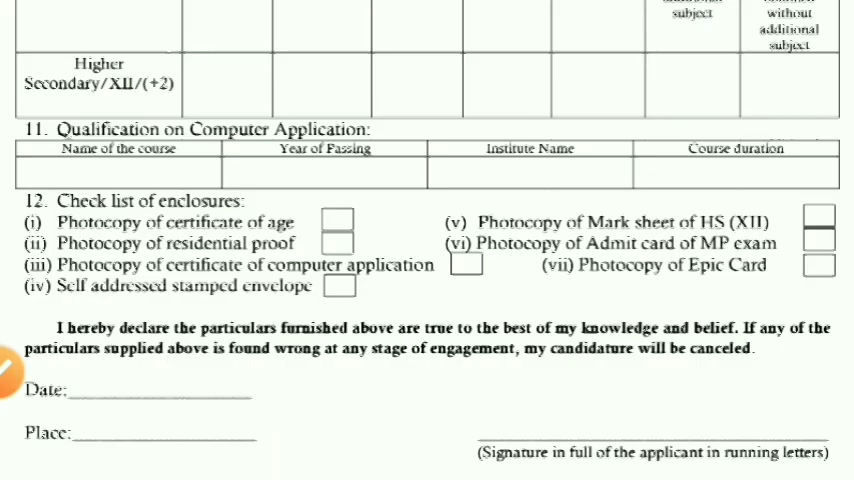 subject
without
additional
subject
Higher
Secondary/XII/(+2)
11. Qualification on Computer Application:
Name of the course Year of Passing Institute Name Course duration
12. Check list of enclosures:
(i) Photocopy of certificate of age (v) Photocopy of Mark sheet of HS (XII)
(ii) Photocopy of residential proof (vi) Photocopy of Admit card of MP exam
(iii) Photocopy of certificate of computer application (vii) Photocopy of Epic Card
(iv) Self addressed stamped envelope
I hereby declare the particulars furnished above are true to the best of my knowledge and belief. If any of the
particulars supplied above is found wrong at any stage of engagement, my candidature will be canceled.
Date:
Place:
(Signature in full of the applicant in running letters)